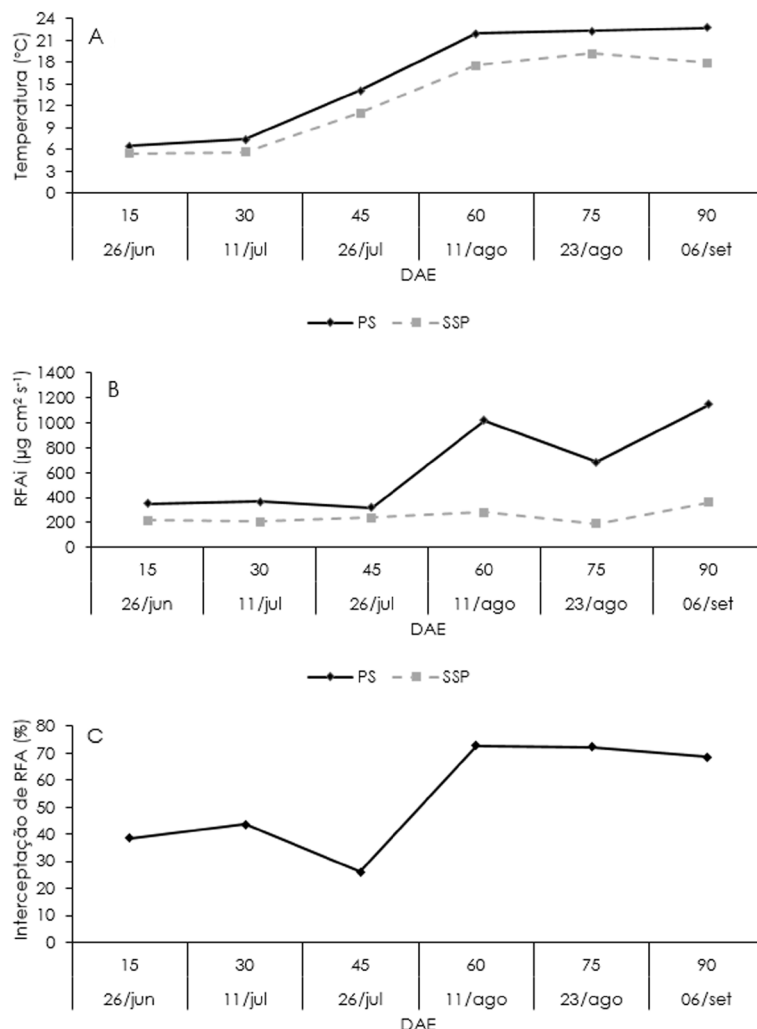 A
Temperatura (°C)
24
21
18
15
12
9
6
3
0
15 30 45 60 75 90
26/jun 11/jul 26/jul 11/ago 23/ago 06/set
DAE
PS SSP
B
RFAi (µg cm² s⁻¹)
1400
1200
1000
800
600
400
200
0
15 30 45 60 75 90
26/jun 11/jul 26/jul 11/ago 23/ago 06/set
DAE
PS SSP
C
Interceptação de RFA (%)
80
70
60
50
40
30
20
10
0
15 30 45 60 75 90
26/jun 11/jul 26/jul 11/ago 23/ago 06/set
DAE